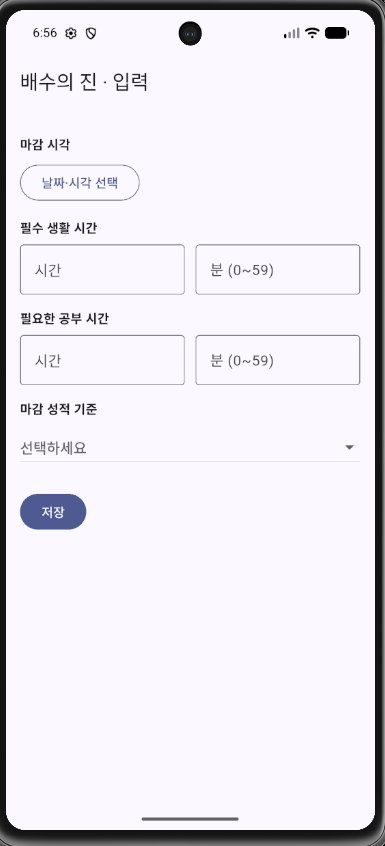 6:56
배수의 진 · 입력
마감 시각
날짜·시각 선택
필수 생활 시간
시간 분 (0~59)
필요한 공부 시간
시간 분 (0~59)
마감 성적 기준
선택하세요
저장